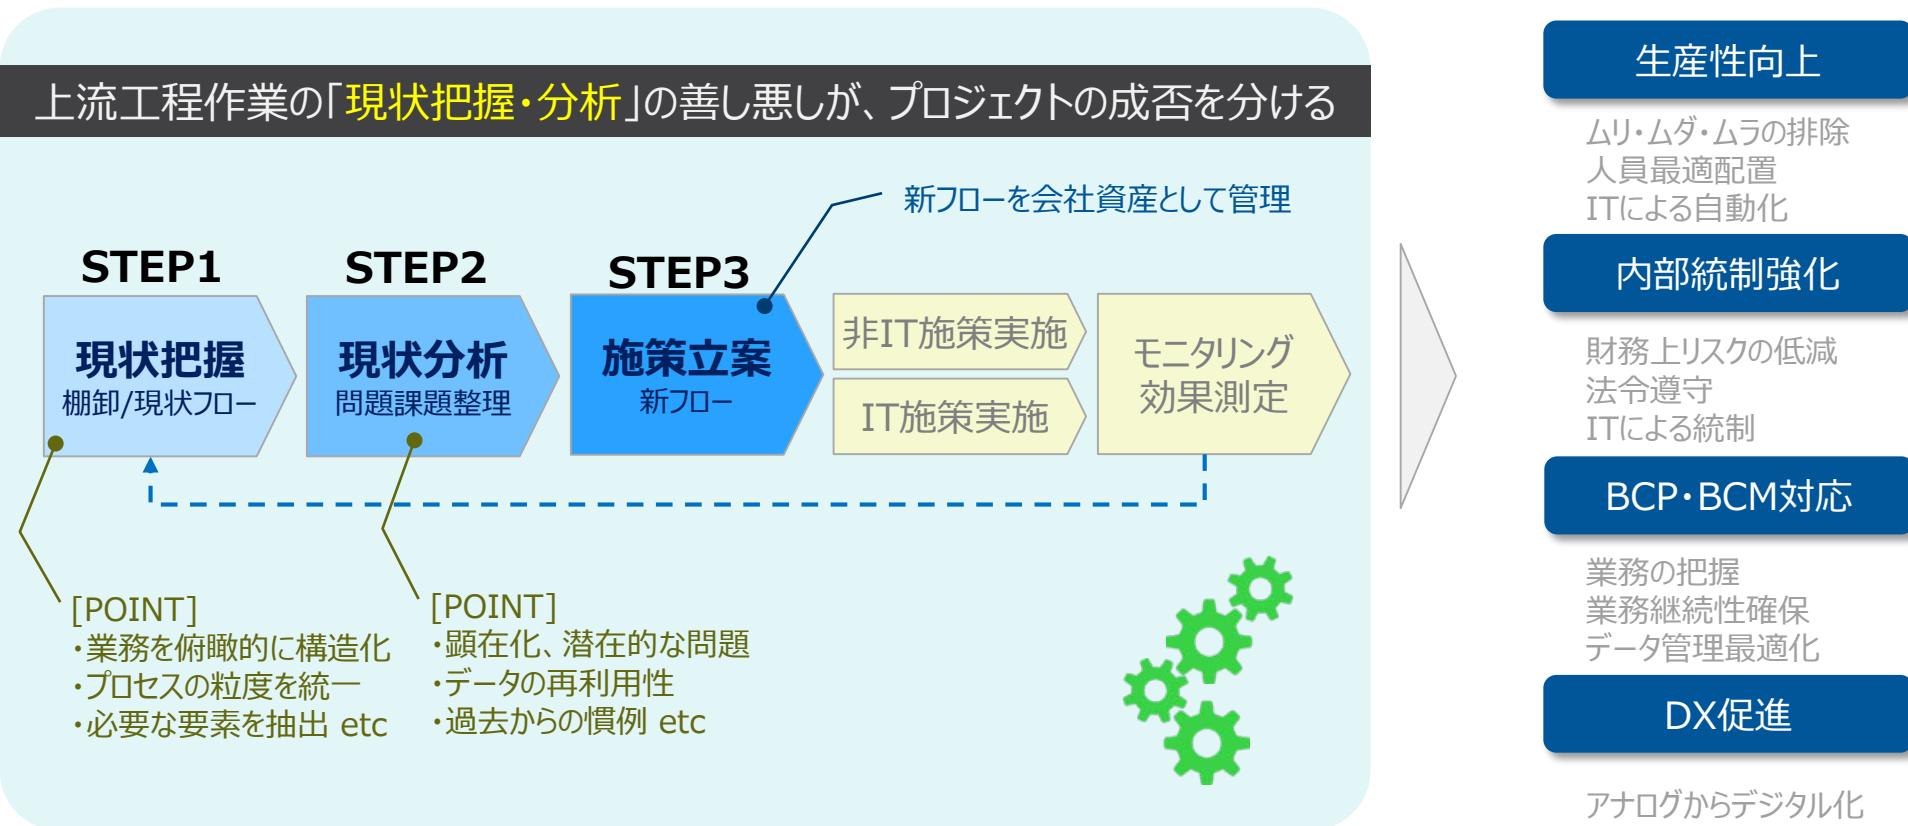 上流工程作業の「現状把握・分析」の善し悪しが、プロジェクトの成否を分ける
新フローを会社資産として管理
STEP1
現状把握
棚卸/現状フロー
STEP2
現状分析
問題課題整理
STEP3
施策立案
新フロー
非IT施策実施
IT施策実施
モニタリング
効果測定
[POINT]
・業務を俯瞰的に構造化
・プロセスの粒度を統一
・必要な要素を抽出 etc
[POINT]
・顕在化、潜在的な問題
・データの再利用性
・過去からの慣例 etc
生産性向上
ムリ・ムダ・ムラの排除
人員最適配置
ITによる自動化
内部統制強化
財務上リスクの低減
法令遵守
ITによる統制
BCP・BCM対応
業務の把握
業務継続性確保
データ管理最適化
DX促進
アナログからデジタル化